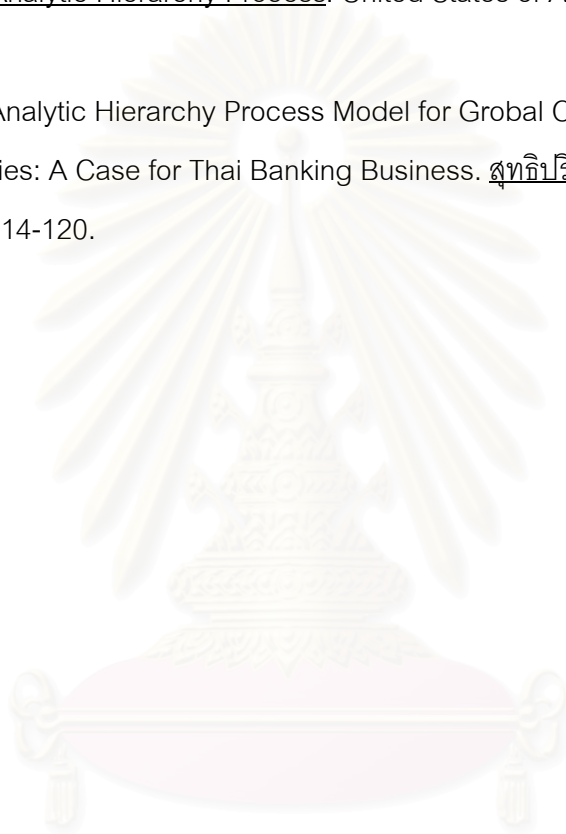 Analytic Hierarchy Process. United States of A
Analytic Hierarchy Process Model for Grobal C
ies: A Case for Thai Banking Business. สุทธิปริ
14-120.